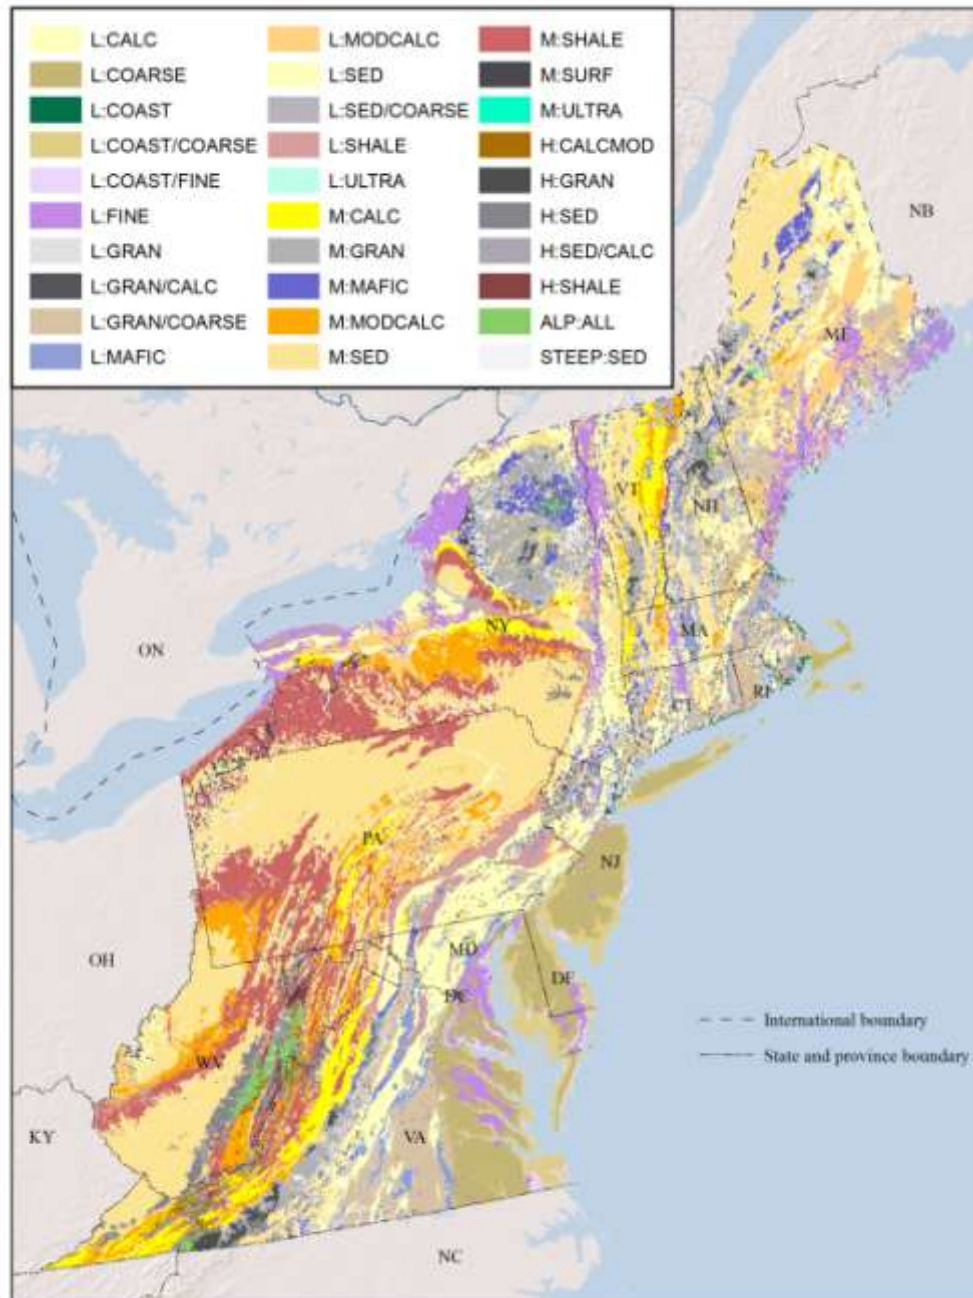 L:CALC
L:COARSE
L:COAST
L:COAST/COARSE
L:COAST/FINE
L:FINE
L:GRAN
L:GRAN/CALC
L:GRAN/COARSE
L:MAFIC
L:MODCALC
L:SED
L:SED/COARSE
L:SHALE
L:ULTRA
M:CALC
M:GRAN
M:MAFIC
M:MODCALC
M:SED
M:SHALE
M:SURF
M:ULTRA
H:CALCMOD
H:GRAN
H:SED
H:SED/CALC
H:SHALE
ALP:ALL
STEEP:SED
NB
VT
NH
NY
MA
ON
CT
RI
PA
NJ
OH
MD
DE
DC
WV
KY
VA
NC
International boundary
State and province boundary